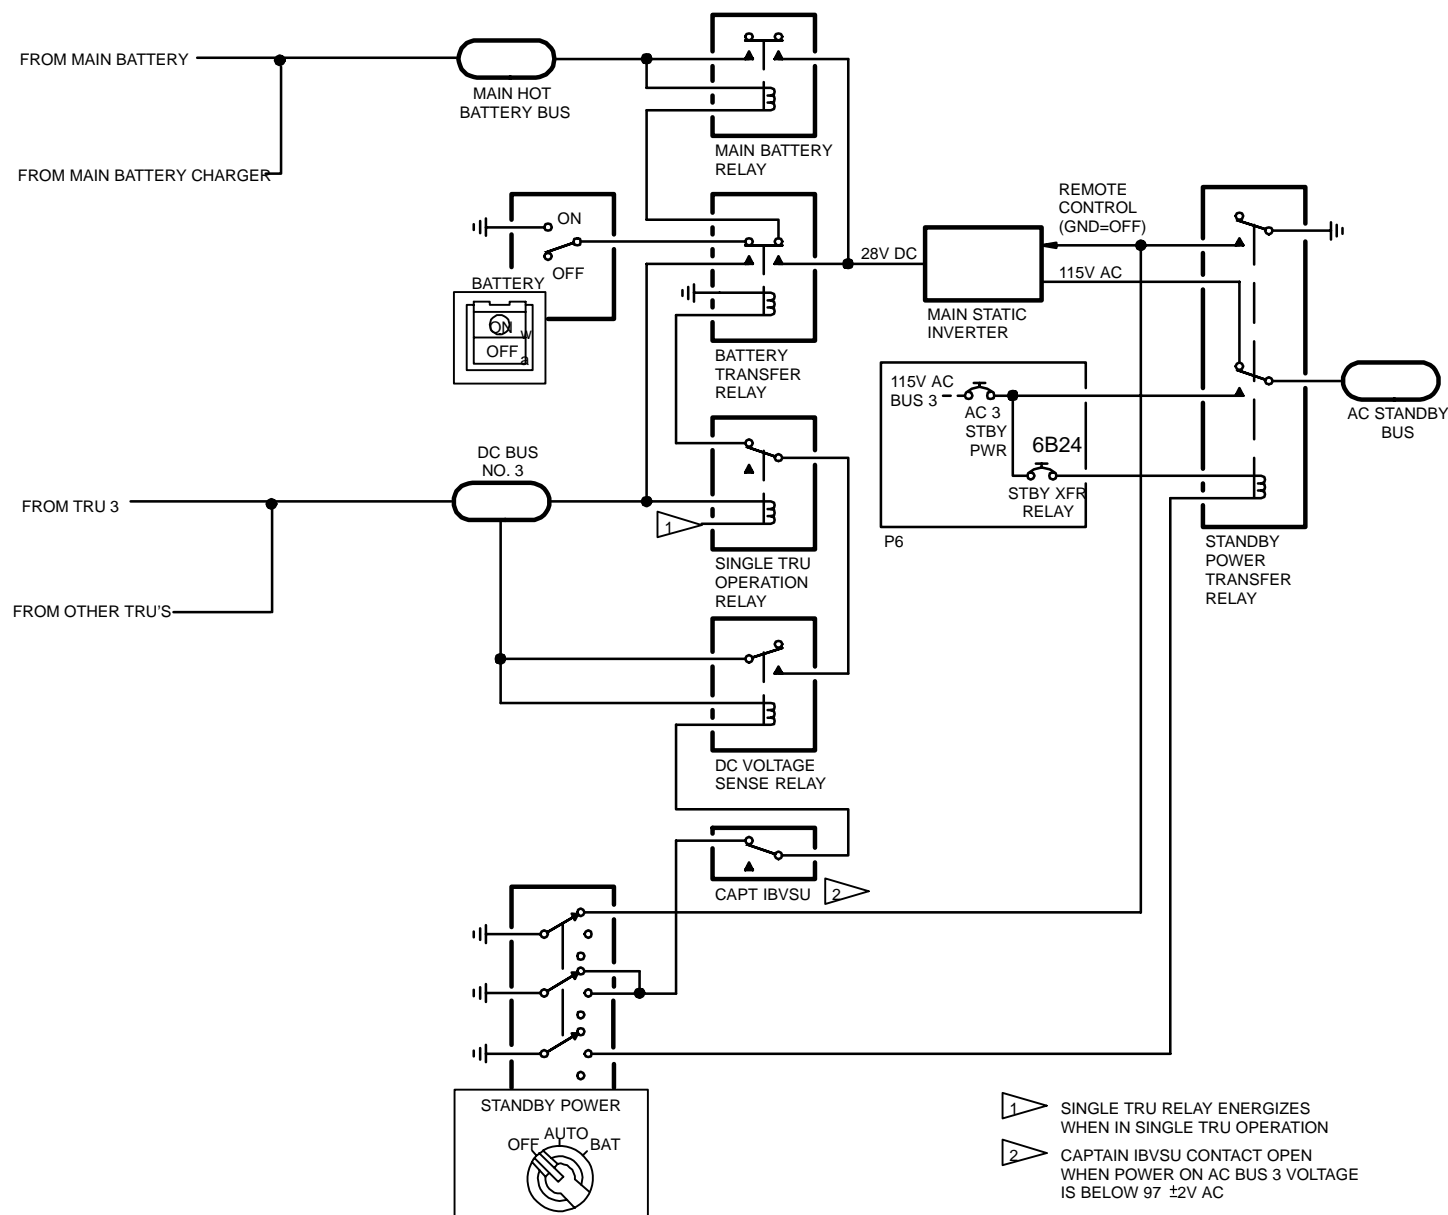 FROM MAIN BATTERY
MAIN HOT
BATTERY BUS
FROM MAIN BATTERY CHARGER
MAIN BATTERY
RELAY
ON
OFF
BATTERY
ON
W
OFF
a
BATTERY
TRANSFER
RELAY
28V DC
MAIN STATIC
INVERTER
REMOTE
CONTROL
(GND=OFF)
115V AC
115V AC
BUS 3
AC 3
STBY
PWR
6B24
STBY XFR
RELAY
P6
AC STANDBY
BUS
STANDBY
POWER
TRANSFER
RELAY
DC BUS
NO. 3
FROM TRU 3
1
SINGLE TRU
OPERATION
RELAY
FROM OTHER TRU'S
DC VOLTAGE
SENSE RELAY
CAPT IBVSU
2
STANDBY POWER
OFF
AUTO
BAT
1 SINGLE TRU RELAY ENERGIZES
WHEN IN SINGLE TRU OPERATION
2 CAPTAIN IBVSU CONTACT OPEN
WHEN POWER ON AC BUS 3 VOLTAGE
IS BELOW 97 ±2V AC